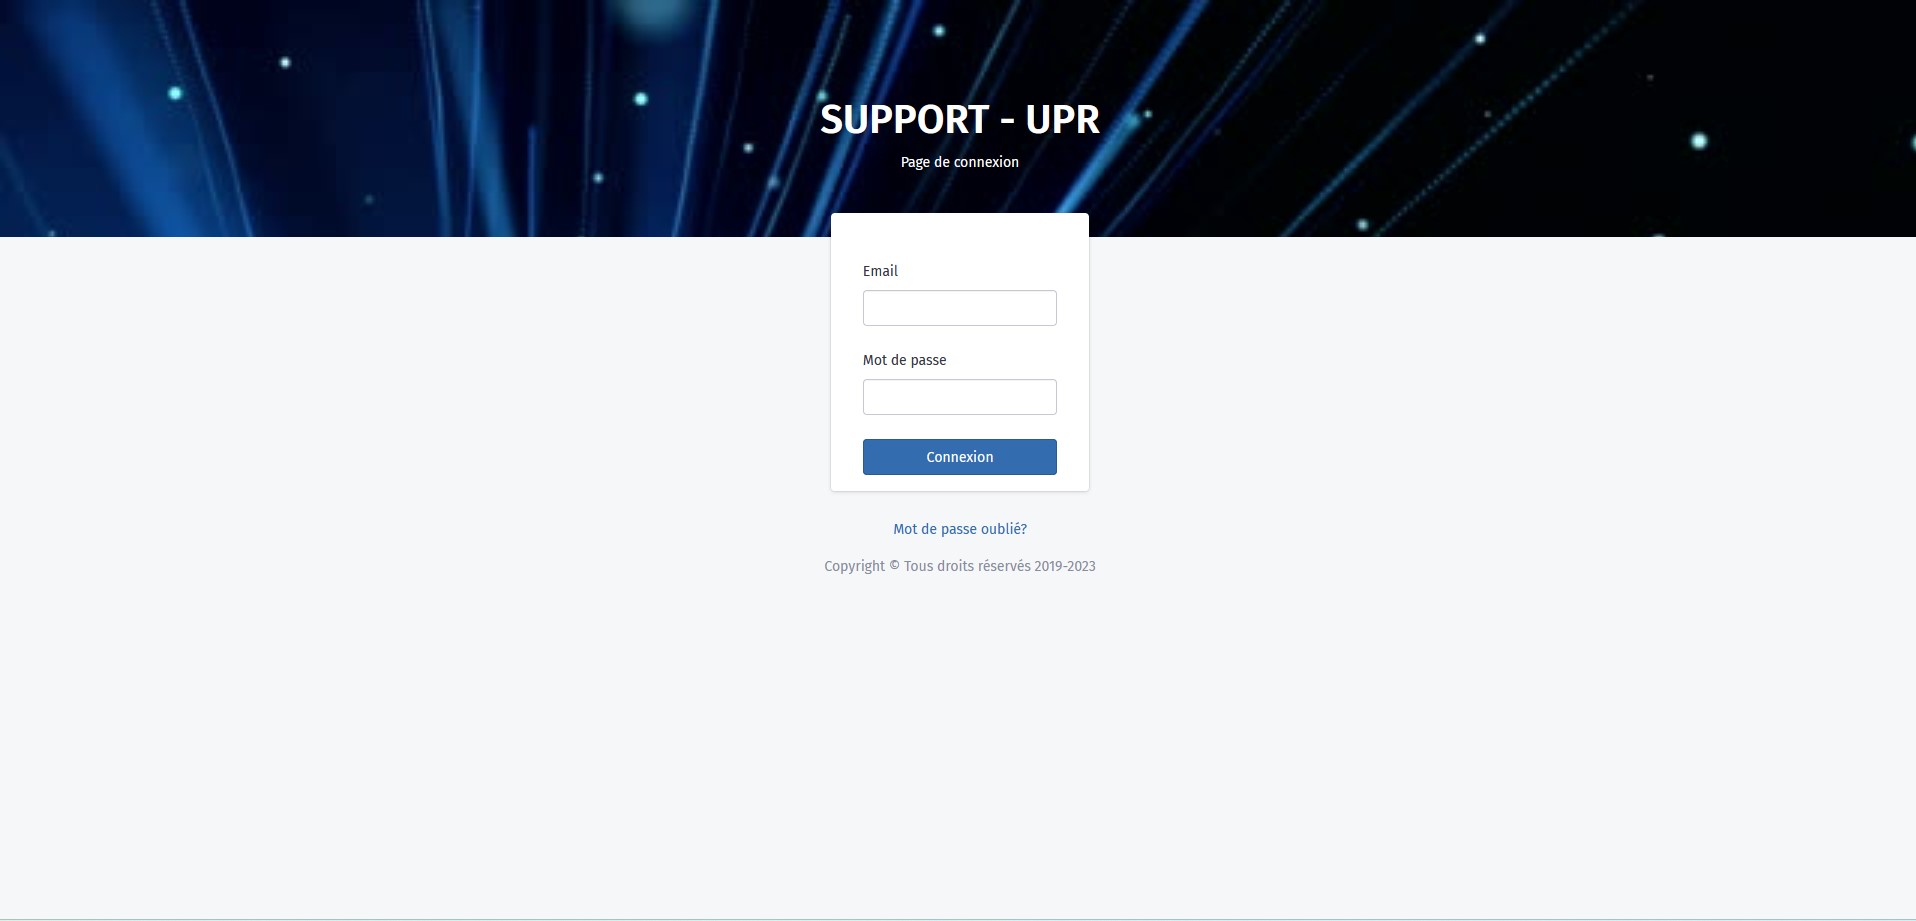 SUPPORT - UPR
Page de connexion
Email
Mot de passe
Connexion
Mot de passe oublié?
Copyright © Tous droits réservés 2019-2023